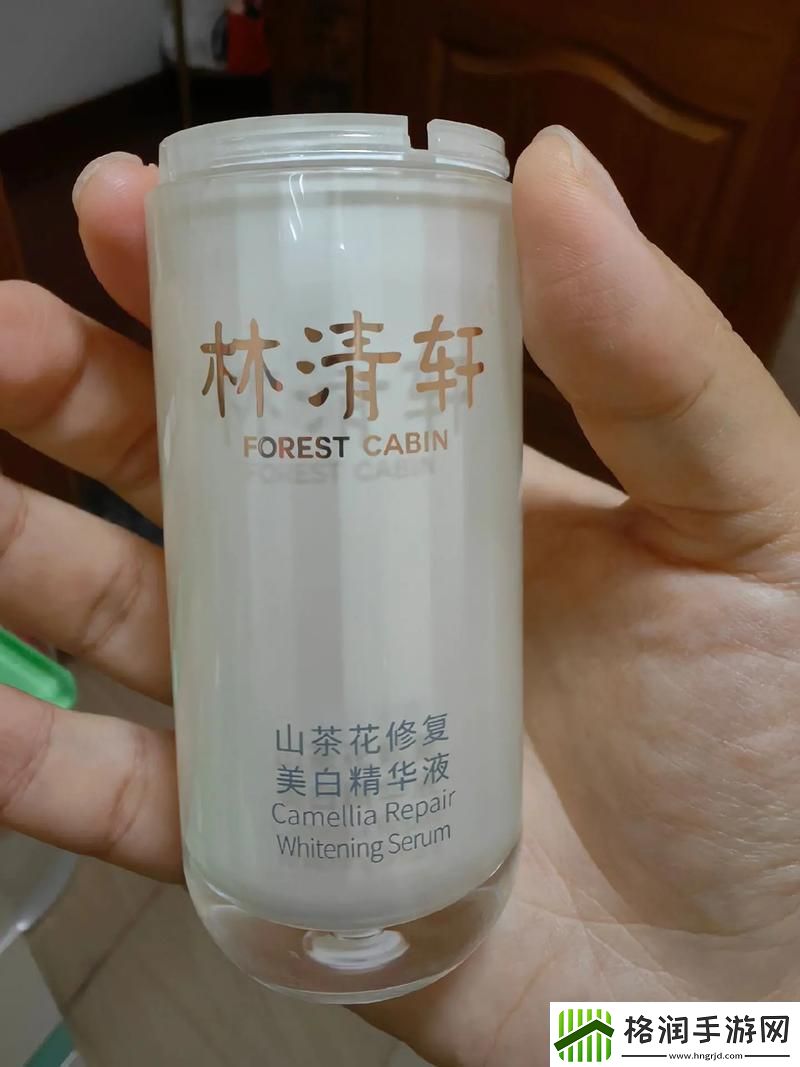 林清轩
FOREST CABIN
山茶花修复
美白精华液
Camellia Repair
Whitening Serum
格润手游网
www.hngrjd.com